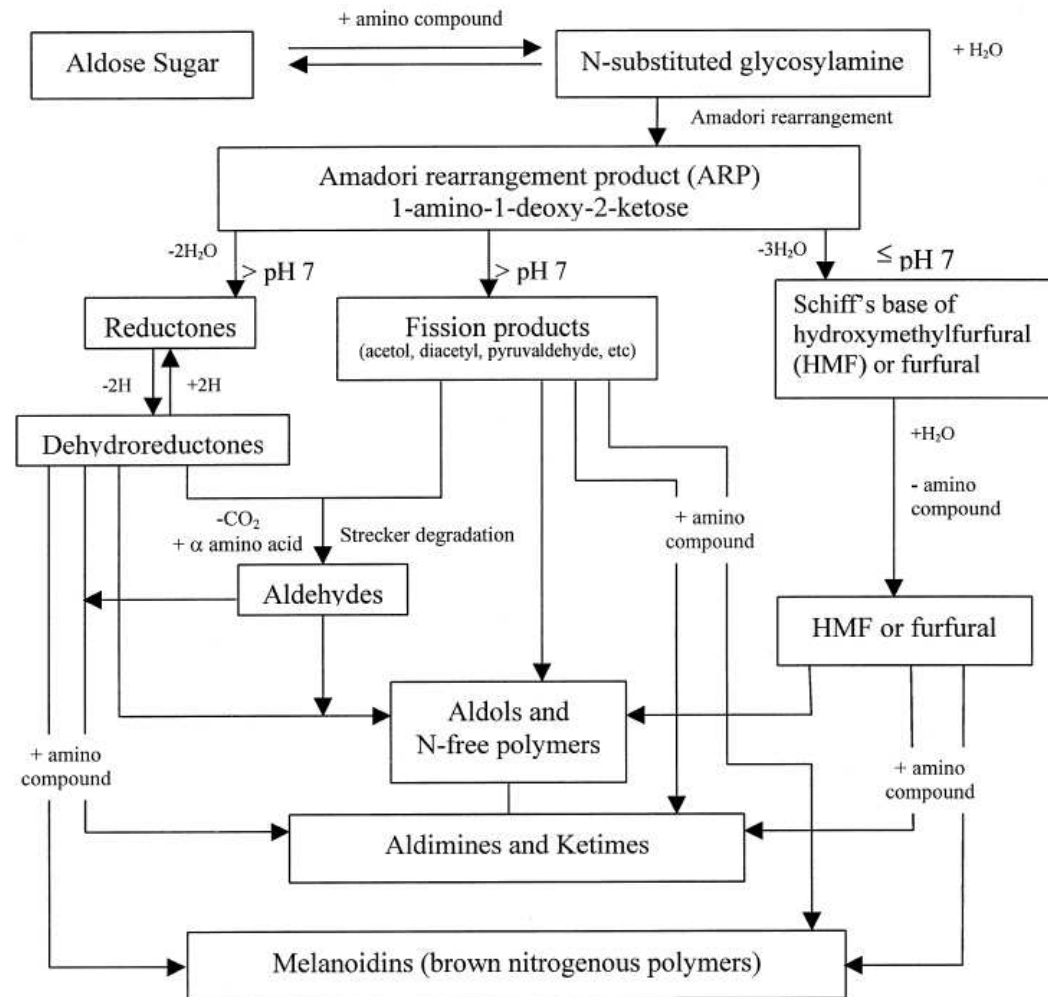 + amino compound
Aldose Sugar
N-substituted glycosylamine
+ H₂O
Amadori rearrangement
Amadori rearrangement product (ARP)
1-amino-1-deoxy-2-ketose
-2H₂O
> pH 7
> pH 7
-3H₂O
≤ pH 7
Reductones
Fission products
(acetol, diacetyl, pyruvaldehyde, etc)
Schiff's base of
hydroxymethylfurfural
(HMF) or furfural
-2H
+2H
Dehydroreductones
+H₂O
- amino
compound
-CO₂
+ α amino acid
Strecker degradation
+ amino
compound
Aldehydes
HMF or furfural
Aldols and
N-free polymers
+ amino
compound
+ amino
compound
Aldimines and Ketimes
Melanoidins (brown nitrogenous polymers)